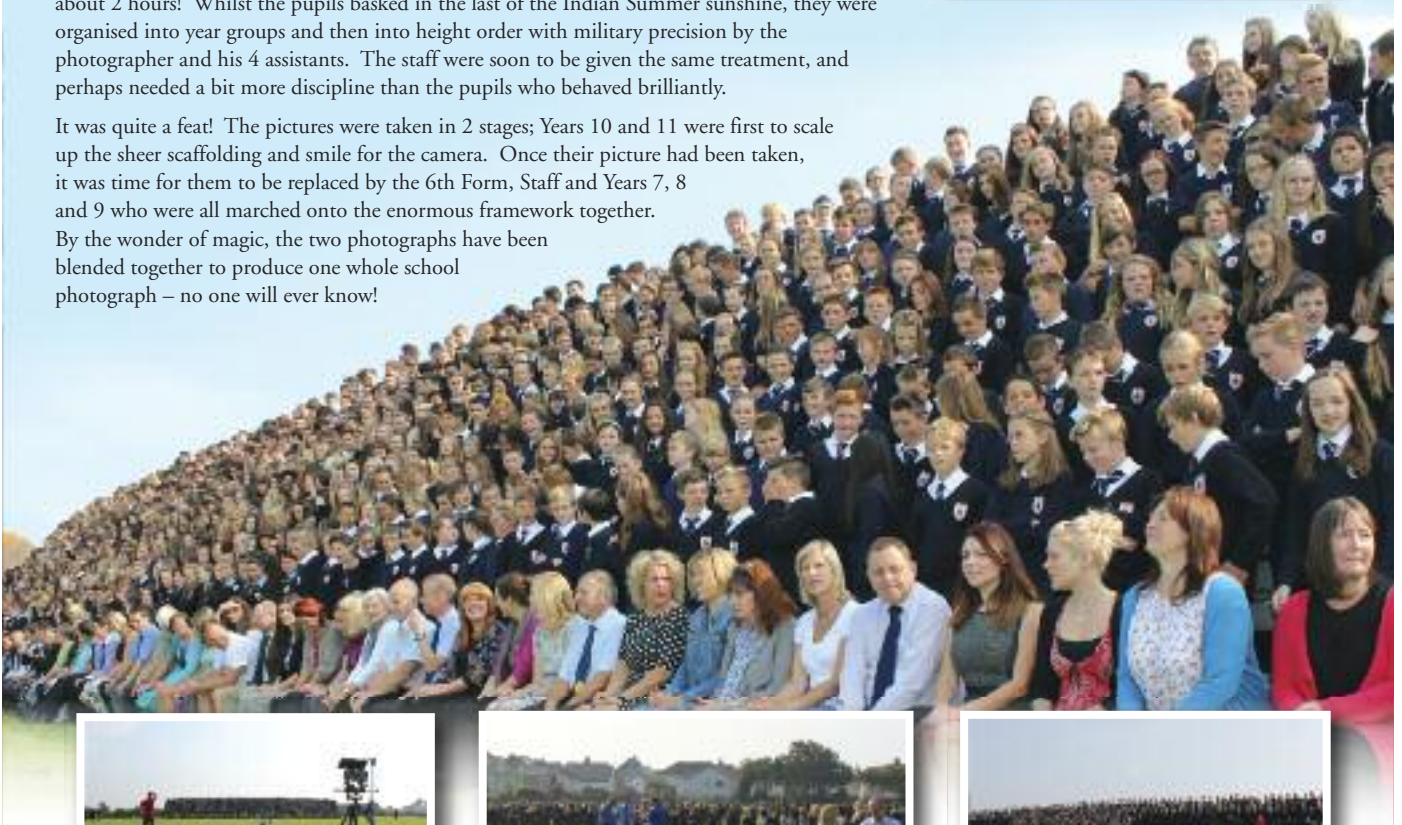 about 2 hours!  Whilst the pupils basked in the last of the Indian Summer sunshine, they were
organised into year groups and then into height order with military precision by the
photographer and his 4 assistants.  The staff were soon to be given the same treatment, and
perhaps needed a bit more discipline than the pupils who behaved brilliantly.
It was quite a feat!  The pictures were taken in 2 stages; Years 10 and 11 were first to scale
up the sheer scaffolding and smile for the camera.  Once their picture had been taken,
it was time for them to be replaced by the 6th Form, Staff and Years 7, 8
and 9 who were all marched onto the enormous framework together.
By the wonder of magic, the two photographs have been
blended together to produce one whole school
photograph – no one will ever know!